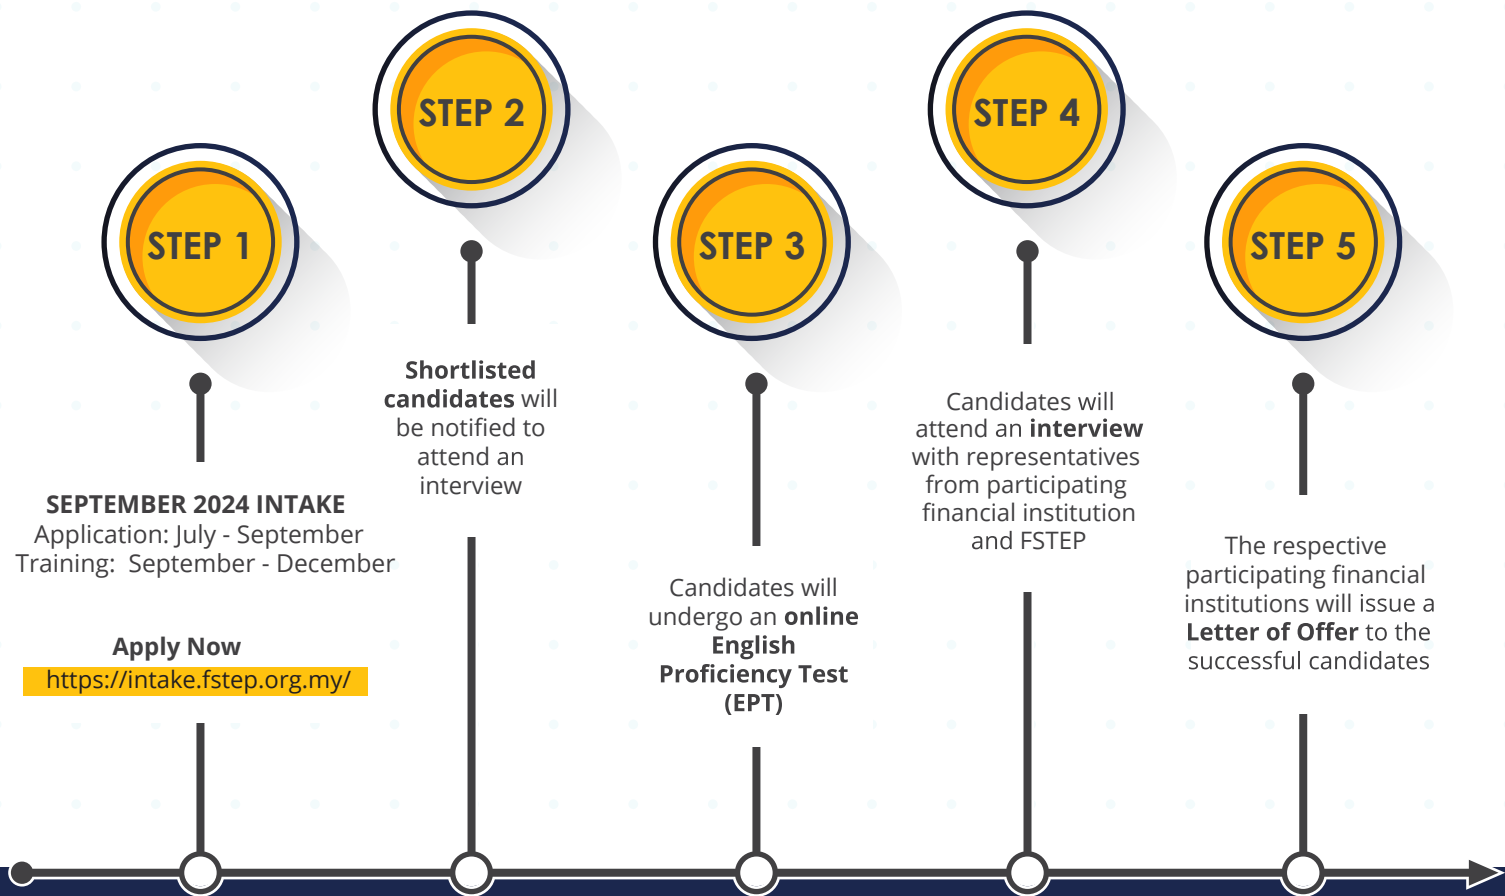 STEP 1
SEPTEMBER 2024 INTAKE
Application: July - September
Training:  September - December
Apply Now
https://intake.fstep.org.my/
STEP 2
Shortlisted
candidates will
be notified to
attend an
interview
STEP 3
Candidates will
undergo an online
English
Proficiency Test
(EPT)
STEP 4
Candidates will
attend an interview
with representatives
from participating
financial institution
and FSTEP
STEP 5
The respective
participating financial
institutions will issue a
Letter of Offer to the
successful candidates